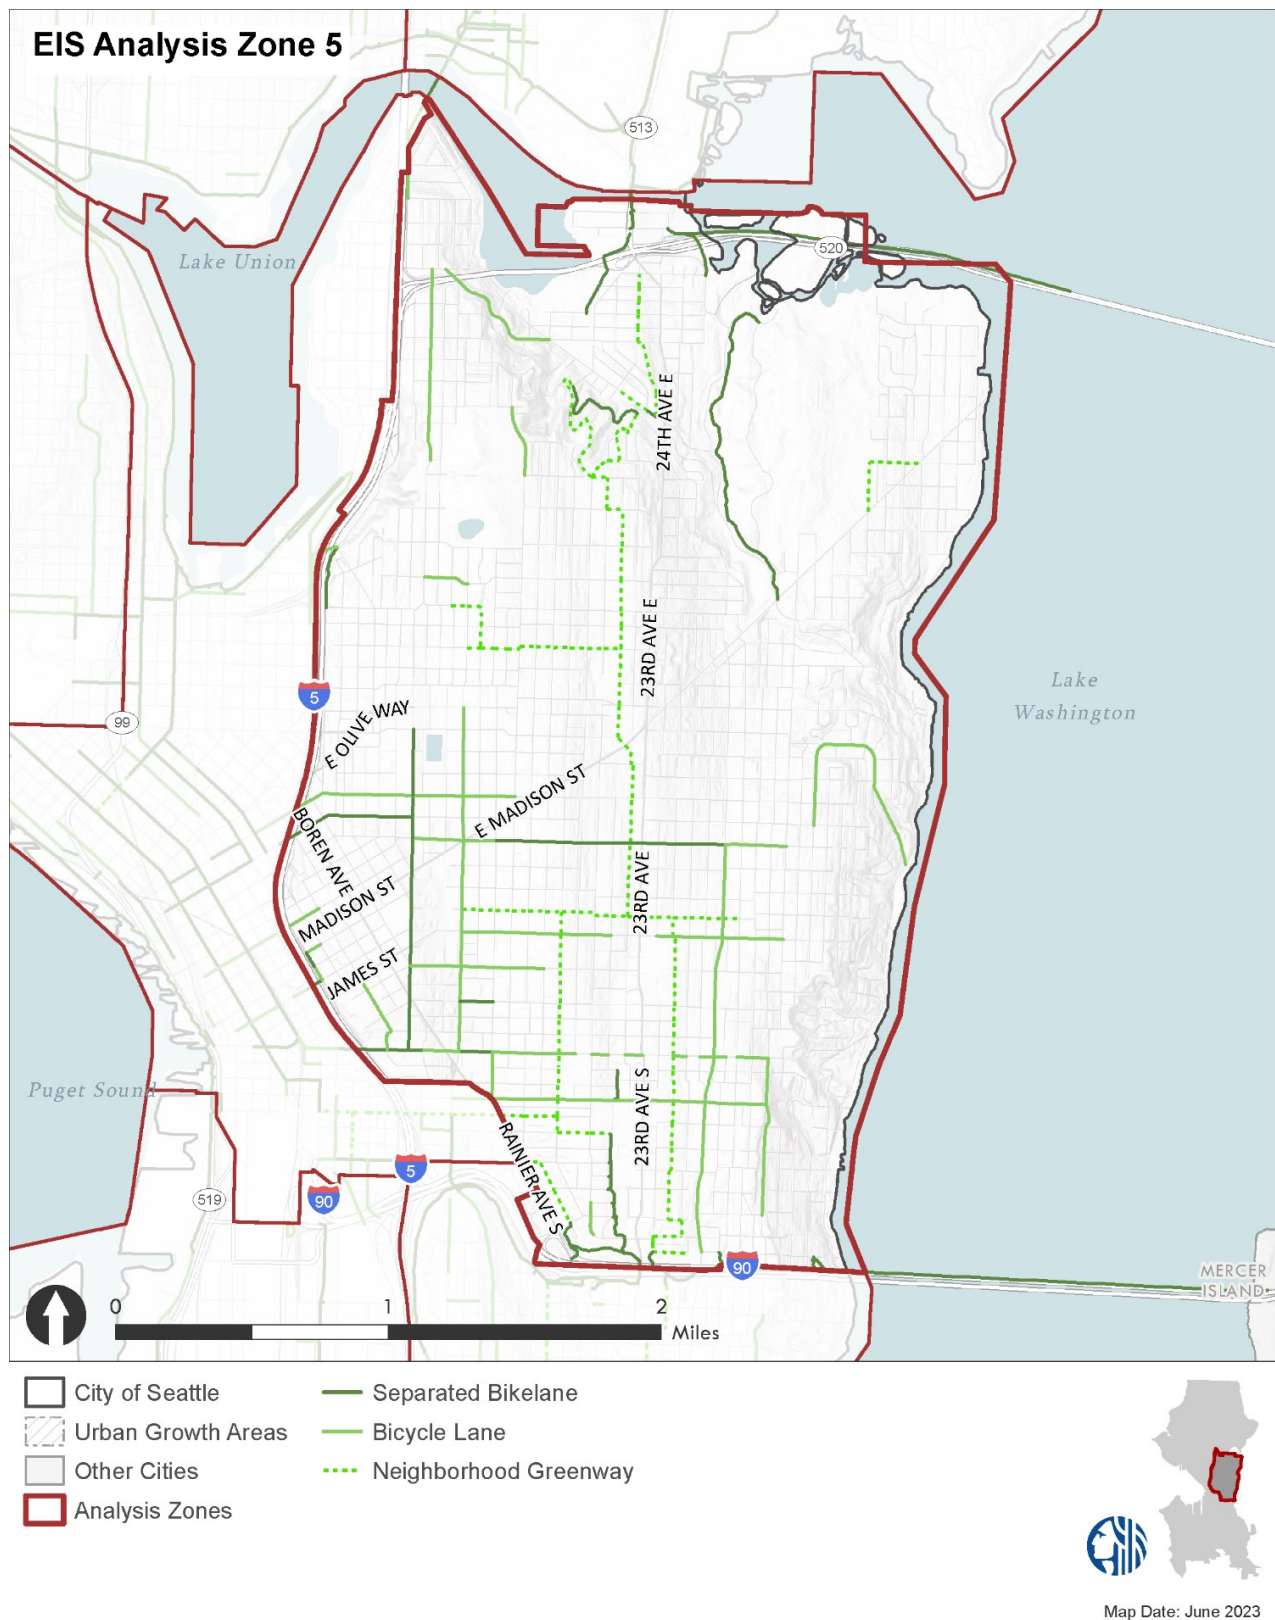 EIS Analysis Zone 5
513
520
Lake Union
24TH AVE E
23RD AVE E
5
99
E OLIVE WAY
Lake
Washington
E MADISON ST
BOREN AVE
MADISON ST
23RD AVE
JAMES ST
Puget Sound
23RD AVE S
RAINIER AVE S
5
90
519
90
MERCER
ISLAND
0 1 2 Miles
City of Seattle
Urban Growth Areas
Other Cities
Analysis Zones
Separated Bikelane
Bicycle Lane
Neighborhood Greenway
Map Date: June 2023